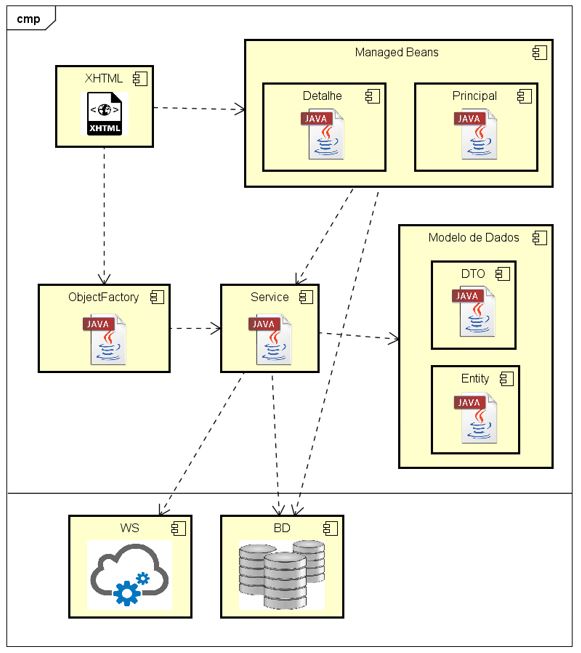 cmp
Managed Beans
XHTML
XHTML
Detalhe
JAVA
Principal
JAVA
Modelo de Dados
DTO
JAVA
ObjectFactory
JAVA
Service
JAVA
Entity
JAVA
WS
BD